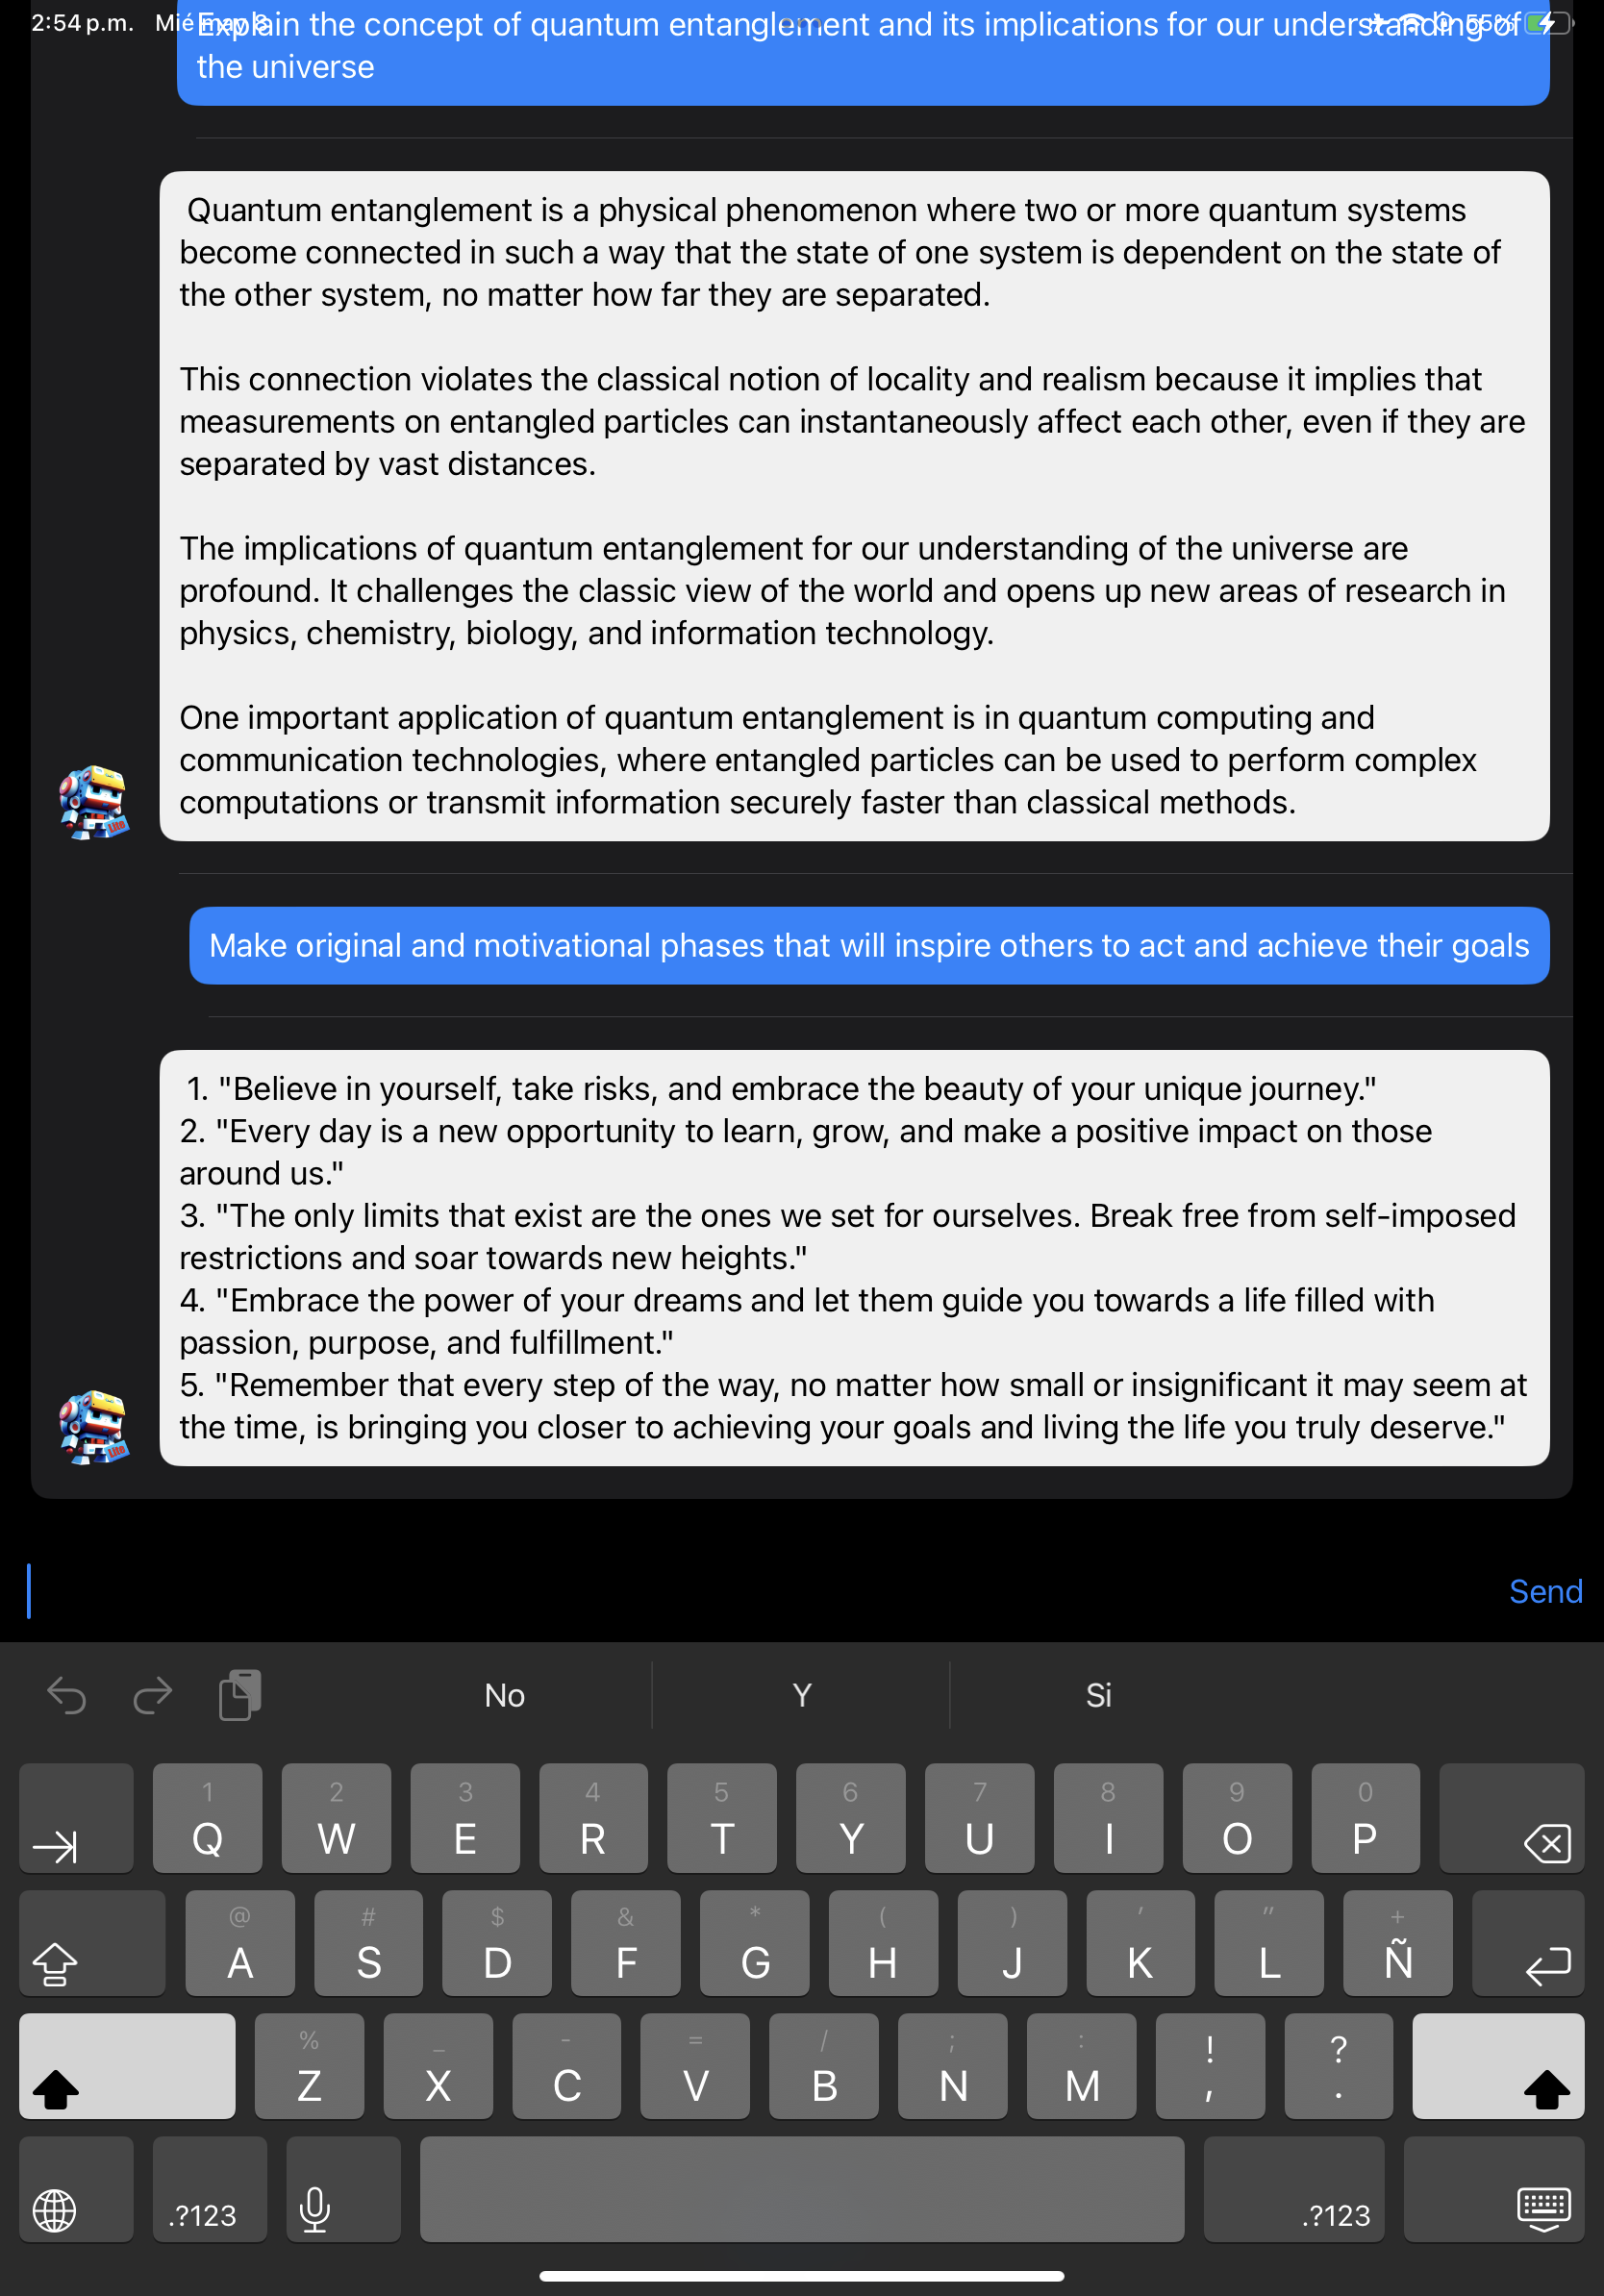 2:54 p.m. Mié may 8 55%
Explain the concept of quantum entanglement and its implications for our understanding of
the universe
Quantum entanglement is a physical phenomenon where two or more quantum systems
become connected in such a way that the state of one system is dependent on the state of
the other system, no matter how far they are separated.
This connection violates the classical notion of locality and realism because it implies that
measurements on entangled particles can instantaneously affect each other, even if they are
separated by vast distances.
The implications of quantum entanglement for our understanding of the universe are
profound. It challenges the classic view of the world and opens up new areas of research in
physics, chemistry, biology, and information technology.
One important application of quantum entanglement is in quantum computing and
communication technologies, where entangled particles can be used to perform complex
computations or transmit information securely faster than classical methods.
Lite
Make original and motivational phases that will inspire others to act and achieve their goals
1. "Believe in yourself, take risks, and embrace the beauty of your unique journey."
2. "Every day is a new opportunity to learn, grow, and make a positive impact on those
around us."
3. "The only limits that exist are the ones we set for ourselves. Break free from self-imposed
restrictions and soar towards new heights."
4. "Embrace the power of your dreams and let them guide you towards a life filled with
passion, purpose, and fulfillment."
5. "Remember that every step of the way, no matter how small or insignificant it may seem at
the time, is bringing you closer to achieving your goals and living the life you truly deserve."
Lite
Send
No Y Si
1 2 3 4 5 6 7 8 9 0
Q W E R T Y U I O P
@ # $ & * ( ) ' " +
A S D F G H J K L Ñ
% _ - = / ; : ! ?
Z X C V B N M , .
.?123 .?123